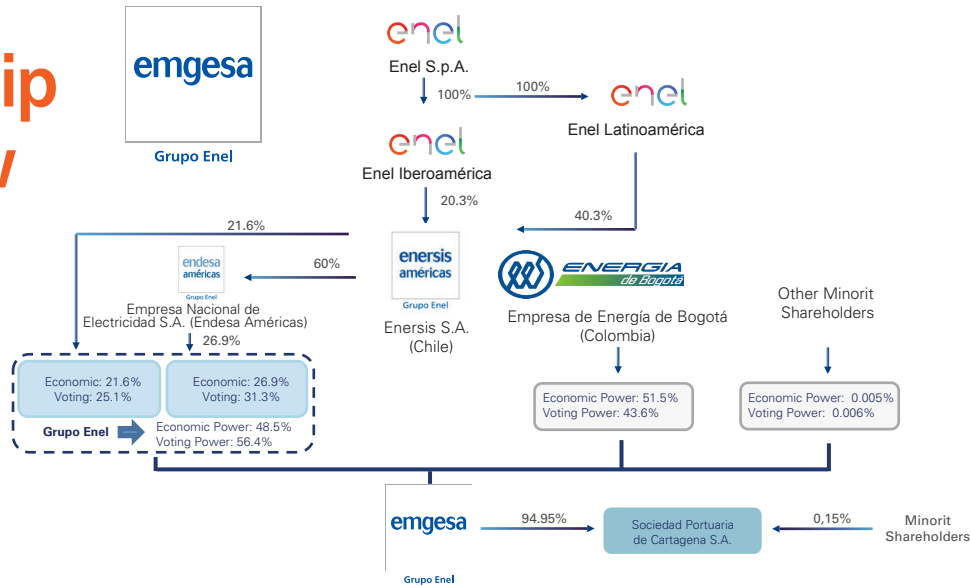 ip
emgesa
Grupo Enel
enel
Enel S.p.A.
100%
100%
enel
Enel Latinoamérica
enel
Enel Iberoamérica
20.3%
40.3%
21.6%
endesa
américas
Grupo Enel
60%
enersis
américas
Grupo Enel
Enersis S.A.
(Chile)
ENERGIA
de Bogotá
Empresa de Energía de Bogotá
(Colombia)
Other Minorit
Shareholders
Empresa Nacional de
Electricidad S.A. (Endesa Américas)
26.9%
Economic: 21.6%
Voting: 25.1%
Economic: 26.9%
Voting: 31.3%
Grupo Enel
Economic Power: 48.5%
Voting Power: 56.4%
Economic Power: 51.5%
Voting Power: 43.6%
Economic Power: 0.005%
Voting Power: 0.006%
emgesa
Grupo Enel
94.95%
Sociedad Portuaria
de Cartagena S.A.
0,15%
Minorit
Shareholders